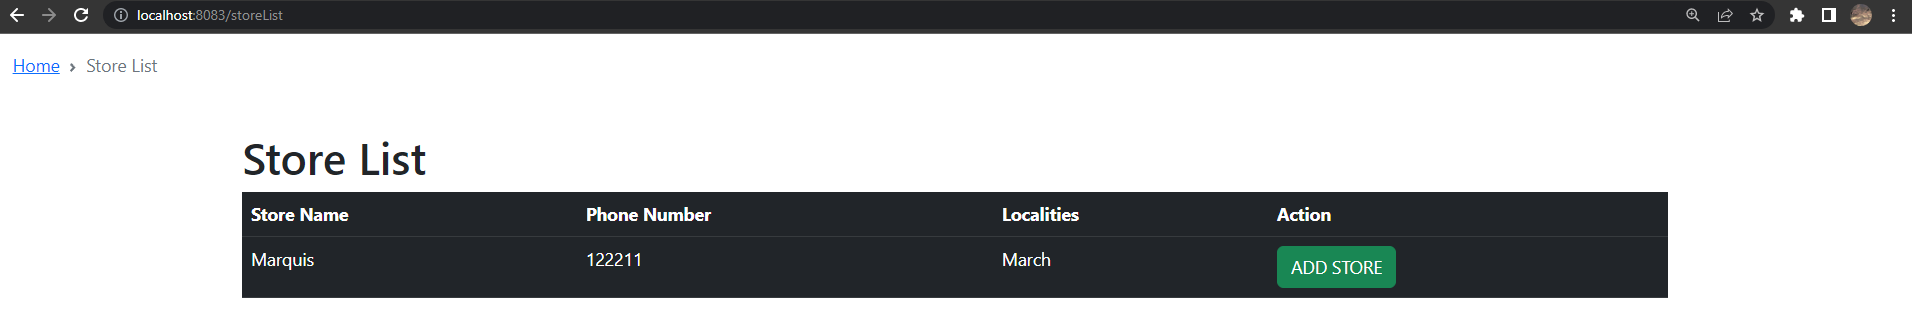 localhost:8083/storeList
Home › Store List
Store List
Store Name Phone Number Localities Action
Marquis 122211 March ADD STORE